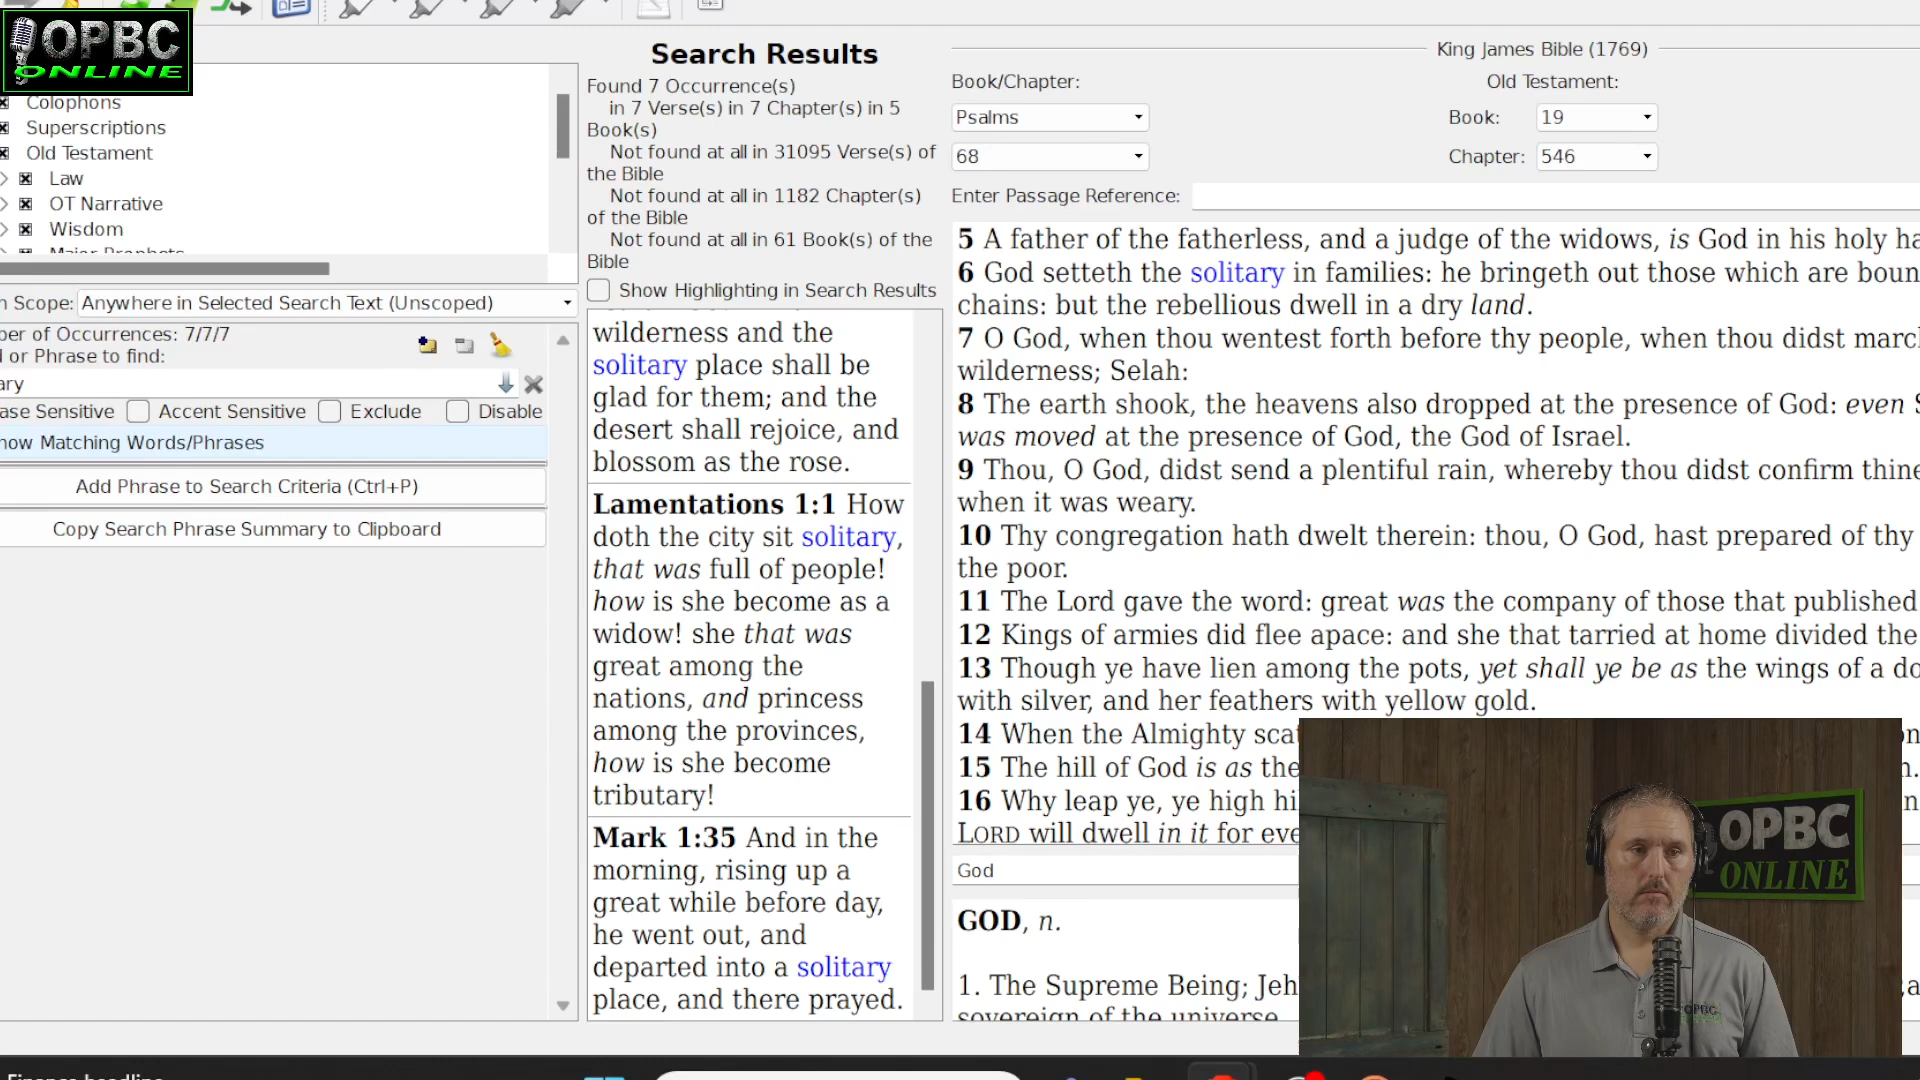 OPBC
ONLINE
Colophons
Superscriptions
Old Testament
Law
OT Narrative
Wisdom
Major Prophets
Scope: Anywhere in Selected Search Text (Unscoped)
of Occurrences: 7/7/7
or Phrase to find:
ary
Sensitive Accent Sensitive Exclude Disable
Matching Words/Phrases
Add Phrase to Search Criteria (Ctrl+P)
Copy Search Phrase Summary to Clipboard
Search Results
Found 7 Occurrence(s)
in 7 Verse(s) in 7 Chapter(s) in 5
Book(s)
Not found at all in 31095 Verse(s) of
the Bible
Not found at all in 1182 Chapter(s)
of the Bible
Not found at all in 61 Book(s) of the
Bible
Show Highlighting in Search Results
wilderness and the
solitary place shall be
glad for them; and the
desert shall rejoice, and
blossom as the rose.
Lamentations 1:1 How
doth the city sit solitary,
that was full of people!
how is she become as a
widow! she that was
great among the
nations, and princess
among the provinces,
how is she become
tributary!
Mark 1:35 And in the
morning, rising up a
great while before day,
he went out, and
departed into a solitary
place, and there prayed.
King James Bible (1769)
Book/Chapter: Old Testament:
Psalms Book: 19
68 Chapter: 546
Enter Passage Reference:
5 A father of the fatherless, and a judge of the widows, is God in his holy ha
6 God setteth the solitary in families: he bringeth out those which are boun
chains: but the rebellious dwell in a dry land.
7 O God, when thou wentest forth before thy people, when thou didst marc
wilderness; Selah:
8 The earth shook, the heavens also dropped at the presence of God: even S
was moved at the presence of God, the God of Israel.
9 Thou, O God, didst send a plentiful rain, whereby thou didst confirm thine
when it was weary.
10 Thy congregation hath dwelt therein: thou, O God, hast prepared of thy
the poor.
11 The Lord gave the word: great was the company of those that published
12 Kings of armies did flee apace: and she that tarried at home divided the
13 Though ye have lien among the pots, yet shall ye be as the wings of a do
with silver, and her feathers with yellow gold.
14 When the Almighty scat
15 The hill of God is as the
16 Why leap ye, ye high hil
LORD will dwell in it for eve
God
GOD, n.
1. The Supreme Being; Jeh
sovereign of the universe
OPBC
ONLINE
OPBC
Finance headline